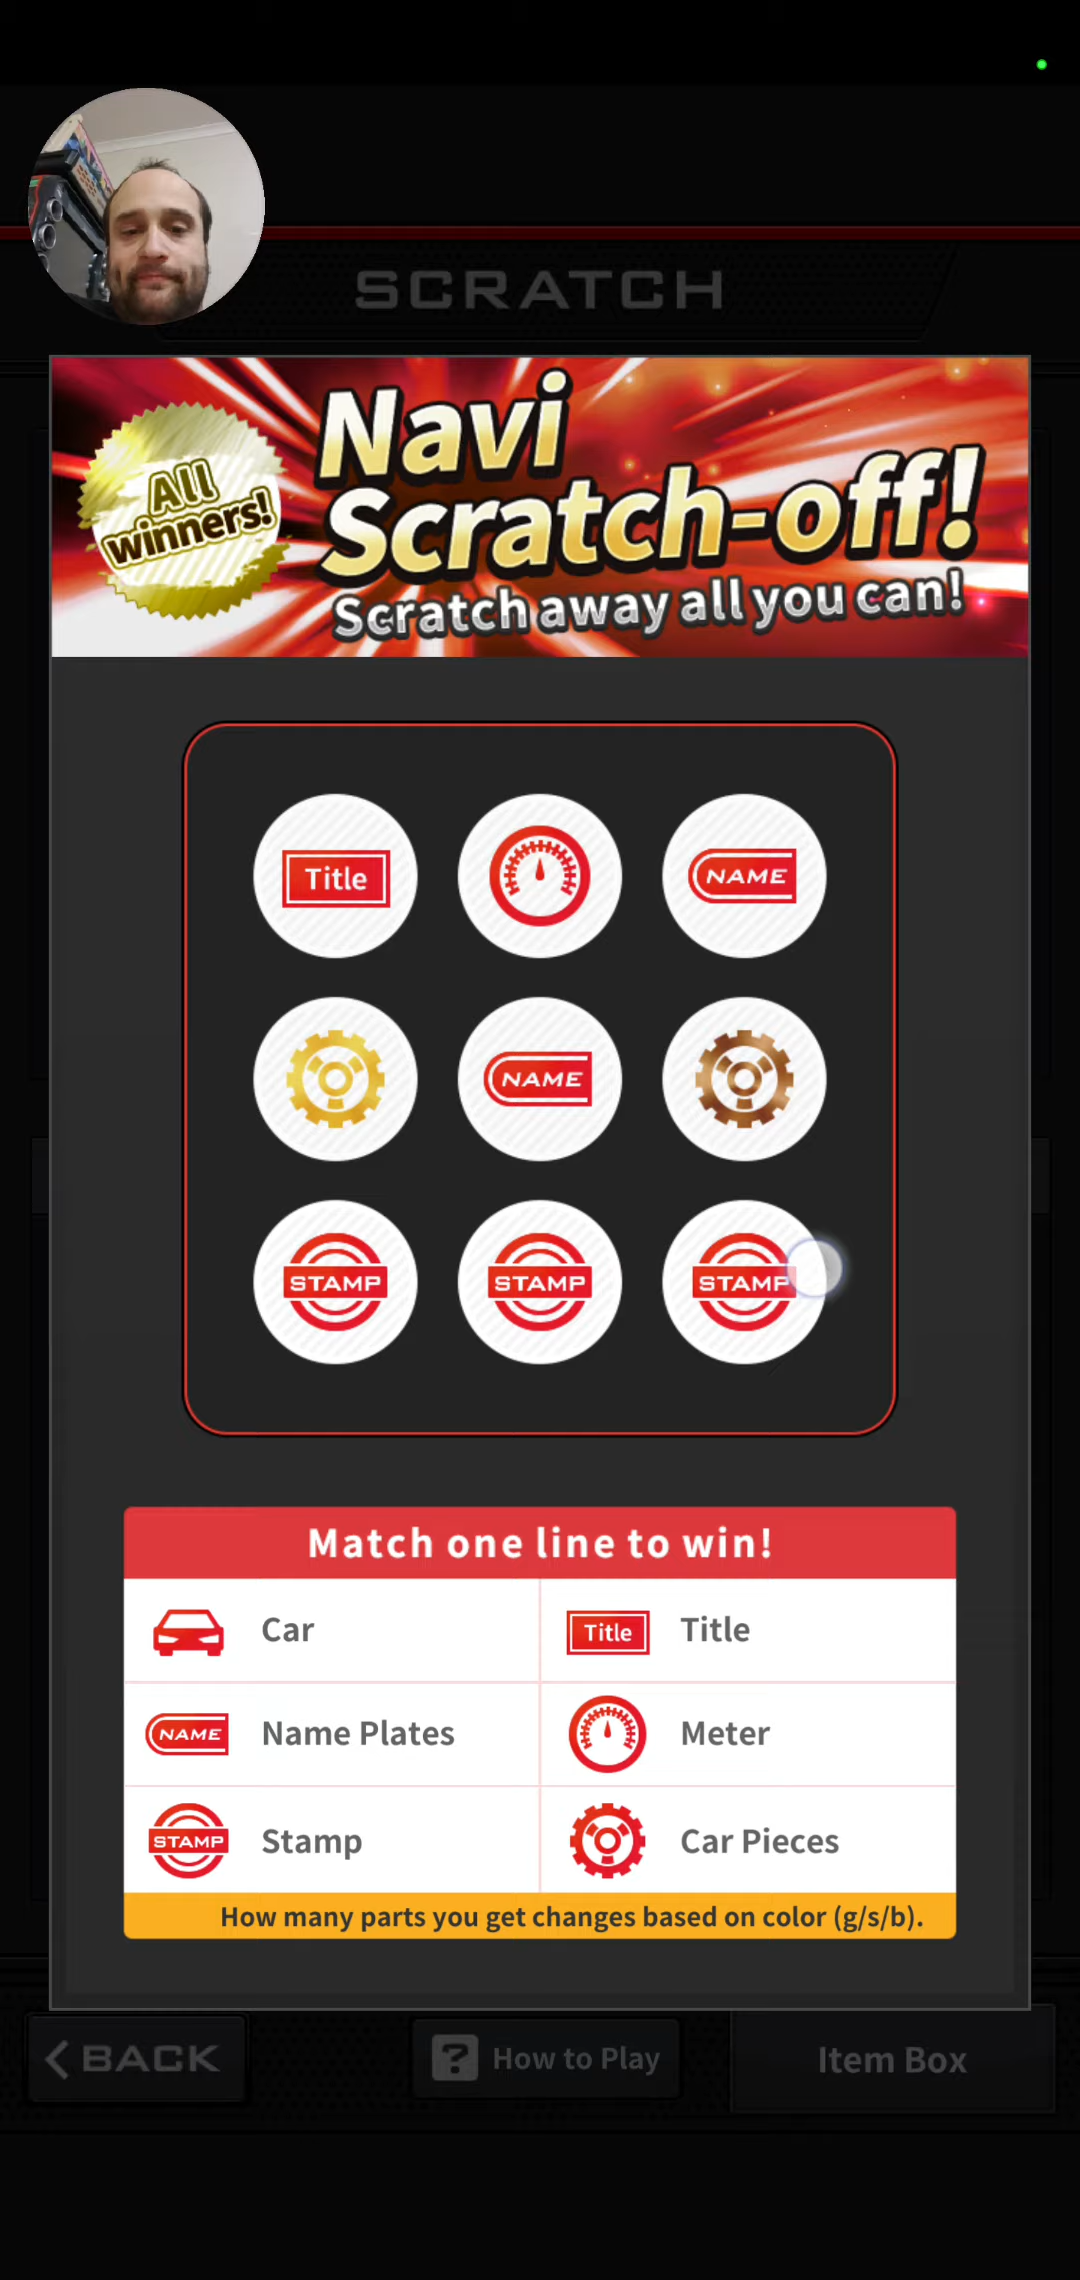 SCRATCH
All
winners!
Navi
Scratch-off!
Scratch away all you can!
Title
NAME
NAME
STAMP
STAMP
STAMP
Match one line to win!
Car
Title
Title
NAME
Name Plates
Meter
STAMP
Stamp
Car Pieces
How many parts you get changes based on color (g/s/b).
BACK
? How to Play
Item Box